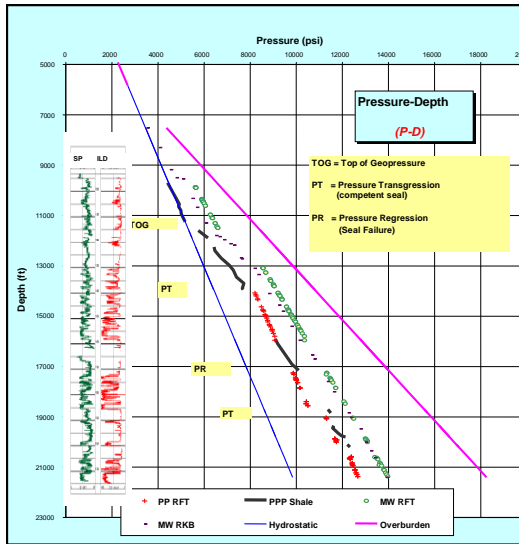 Pressure (psi)
0 2000 4000 6000 8000 10000 12000 14000 16000 18000
5000
7000
9000
11000
13000
15000
17000
19000
21000
23000
Depth (ft)
Pressure-Depth
(P-D)
SP ILD
TOG = Top of Geopressure
PT = Pressure Transgression
(competent seal)
PR = Pressure Regression
(Seal Failure)
TOG
PT
PR
PT
PP RFT PPP Shale MW RFT
MW RKB Hydrostatic Overburden